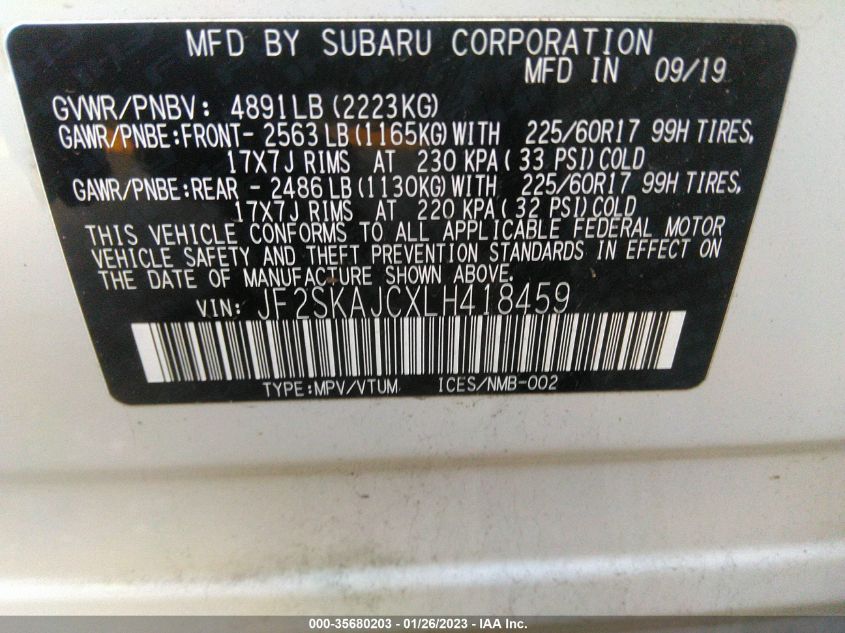 MFD BY SUBARU CORPORATION
MFD IN 09/19
GVWR/PNBV: 4891LB (2223KG)
GAWR/PNBE:FRONT- 2563 LB (1165KG) WITH 225/60R17 99H TIRES,
17X7J RIMS AT 230 KPA ( 33 PSI) COLD
GAWR/PNBE:REAR - 2486 LB (1130KG) WITH 225/60R17 99H TIRES,
17X7J RIMS AT 220 KPA ( 32 PSI) COLD
THIS VEHICLE CONFORMS TO ALL APPLICABLE FEDERAL MOTOR
VEHICLE SAFETY AND THEFT PREVENTION STANDARDS IN EFFECT ON
THE DATE OF MANUFACTURE SHOWN ABOVE.
VIN: JF2SKAJCXLH418459
TYPE:MPV/VTUM ICES/NMB-002
000-35680203 - 01/26/2023 - IAA Inc.